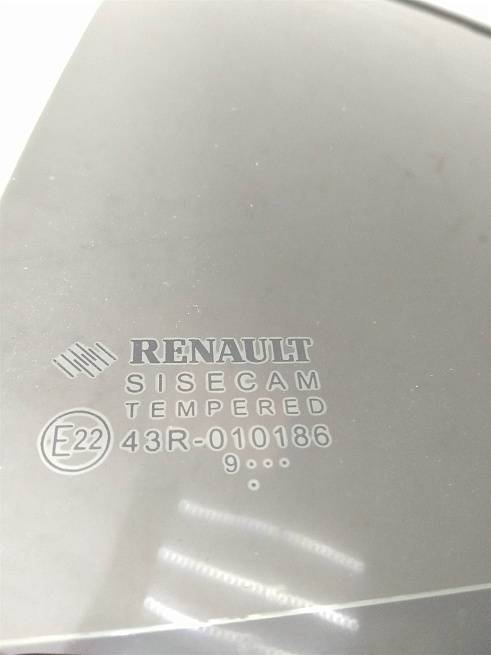 RENAULT
SISECAM
TEMPERED
E22 43R-010186
9...
.